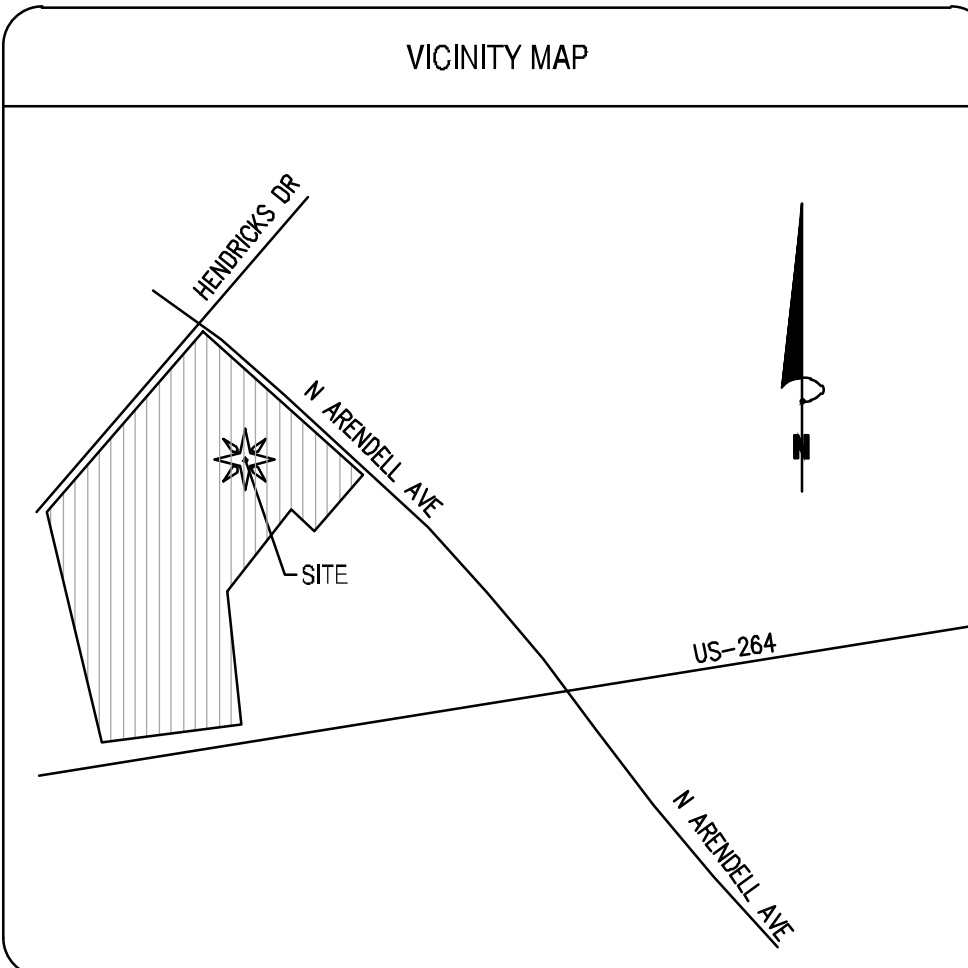 VICINITY MAP
HENDRICKS DR
N ARENDELL AVE
N
SITE
US-264
N ARENDELL AVE